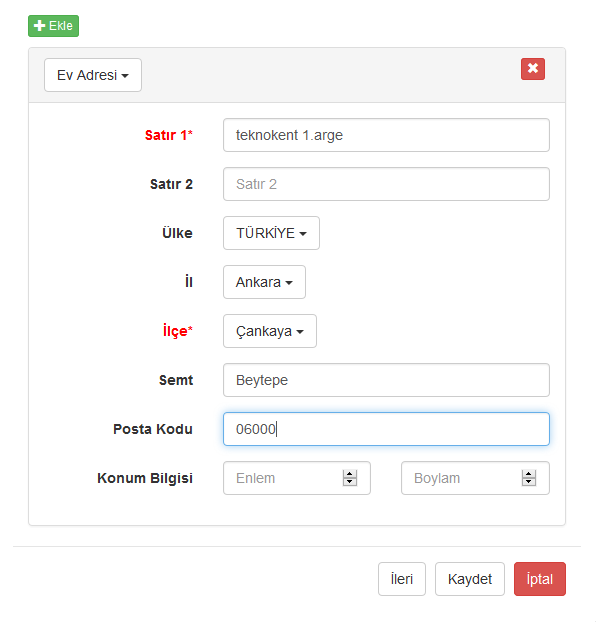 Ekle
Ev Adresi
Satır 1* teknokent 1.arge
Satır 2 Satır 2
Ülke TÜRKİYE
İl Ankara
İlçe* Çankaya
Semt Beytepe
Posta Kodu 06000
Konum Bilgisi Enlem Boylam
İleri Kaydet İptal